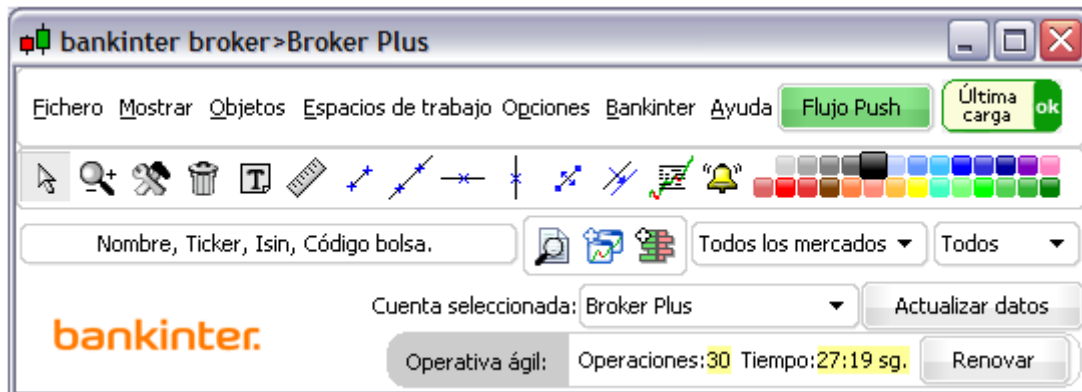 bankinter broker>Broker Plus
Fichero Mostrar Objetos Espacios de trabajo Opciones Bankinter Ayuda Flujo Push Última carga ok
T
Nombre, Ticker, Isin, Código bolsa. Todos los mercados Todos
Cuenta seleccionada: Broker Plus Actualizar datos
bankinter.
Operativa ágil: Operaciones:30 Tiempo:27:19 sg. Renovar